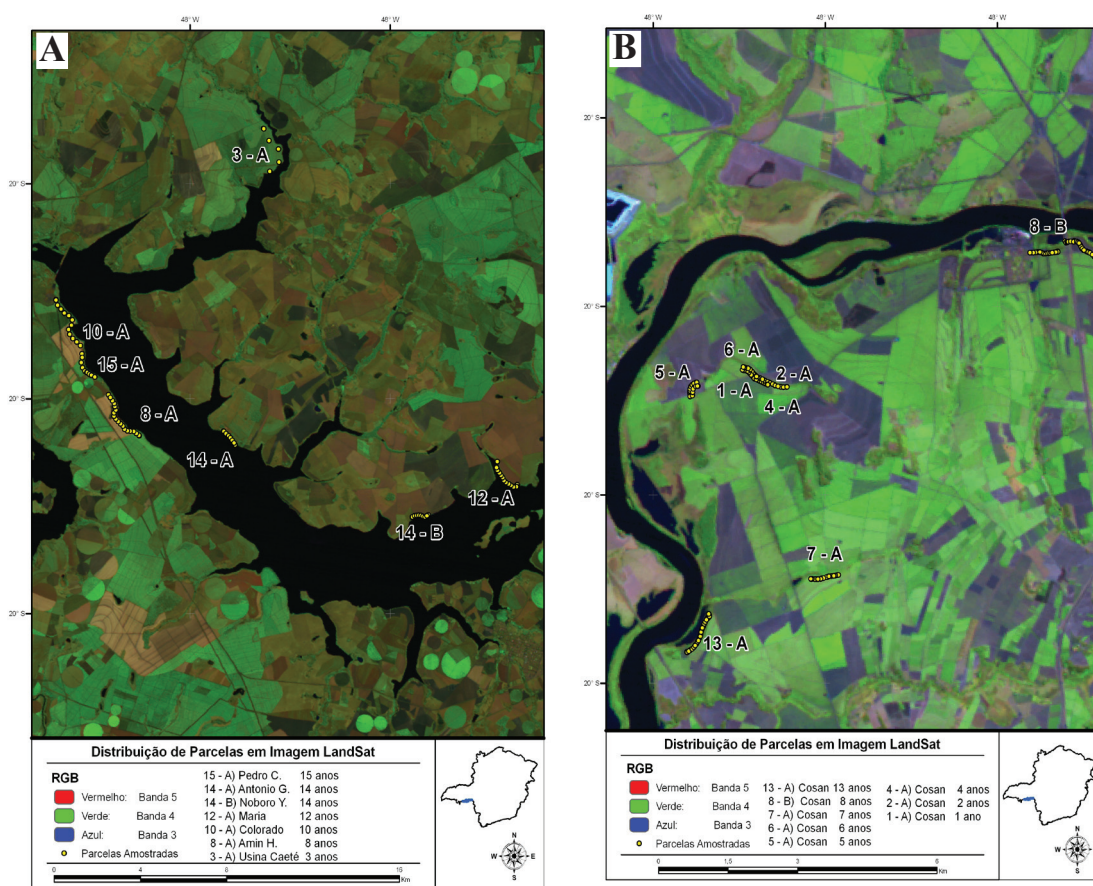 48° W 48° W
A
3 - A
20° S
10 - A
15 - A
8 - A
20° S
14 - A
12 - A
14 - B
20° S
Distribuição de Parcelas em Imagem LandSat
RGB
Vermelho: Banda 5
Verde: Banda 4
Azul: Banda 3
Parcelas Amostradas
15 - A) Pedro C. 15 anos
14 - A) Antonio G. 14 anos
14 - B) Noboro Y. 14 anos
12 - A) Maria 12 anos
10 - A) Colorado 10 anos
8 - A) Amin H. 8 anos
3 - A) Usina Caeté 3 anos
N
W E
S
0 4 8 16
Km
48° W 48° W 48° W
B
20° S
8 - B
20° S
6 - A
5 - A
2 - A
1 - A
4 - A
20° S
7 - A
13 - A
20° S
Distribuição de Parcelas em Imagem LandSat
RGB
Vermelho: Banda 5
Verde: Banda 4
Azul: Banda 3
Parcelas Amostradas
13 - A) Cosan 13 anos
8 - B) Cosan 8 anos
7 - A) Cosan 7 anos
6 - A) Cosan 6 anos
5 - A) Cosan 5 anos
4 - A) Cosan 4 anos
2 - A) Cosan 2 anos
1 - A) Cosan 1 ano
N
W E
S
0 1,5 3 6
Km